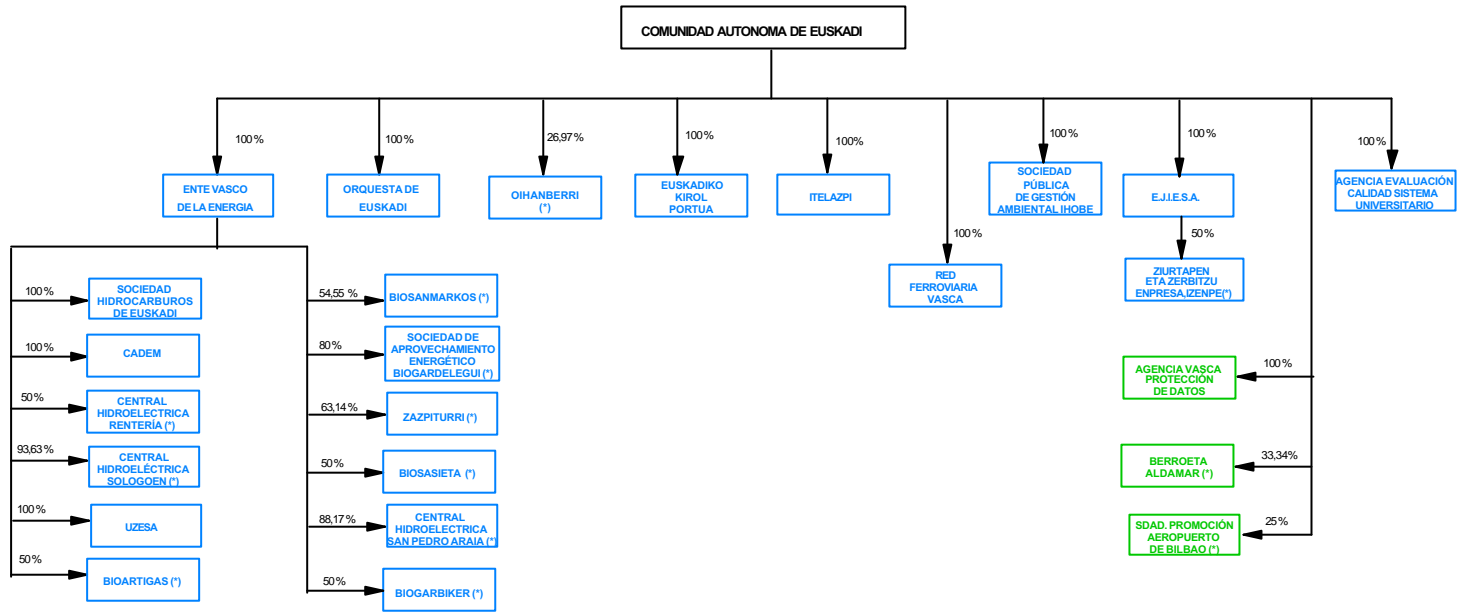 COMUNIDAD AUTONOMA DE EUSKADI
100%
100%
26,97%
100%
100%
100%
100%
100%
ENTE VASCO
DE LA ENERGIA
ORQUESTA DE
EUSKADI
OIHANBERRI
(*)
EUSKADIKO
KIROL
PORTUA
ITELAZPI
SOCIEDAD
PÚBLICA
DE GESTIÓN
AMBIENTAL IHOBE
E.J.I.E.S.A.
AGENCIA EVALUACIÓN
CALIDAD SISTEMA
UNIVERSITARIO
100%
RED
FERROVIARIA
VASCA
50%
ZIURTAPEN
ETA ZERBITZU
ENPRESA,IZENPE(*)
100%
SOCIEDAD
HIDROCARBUROS
DE EUSKADI
100%
CADEM
50%
CENTRAL
HIDROELECTRICA
RENTERÍA (*)
93,63%
CENTRAL
HIDROELÉCTRICA
SOLOGOEN (*)
100%
UZESA
50%
BIOARTIGAS (*)
54,55 %
BIOSANMARKOS (*)
80%
SOCIEDAD DE
APROVECHAMIENTO
ENERGÉTICO
BIOGARDELEGUI (*)
63,14%
ZAZPITURRI (*)
50%
BIOSASIETA (*)
88,17%
CENTRAL
HIDROELECTRICA
SAN PEDRO ARAIA (*)
50%
BIOGARBIKER (*)
AGENCIA VASCA
PROTECCIÓN
DE DATOS
100%
BERROETA
ALDAMAR (*)
33,34%
SDAD. PROMOCIÓN
AEROPUERTO
DE BILBAO (*)
25%